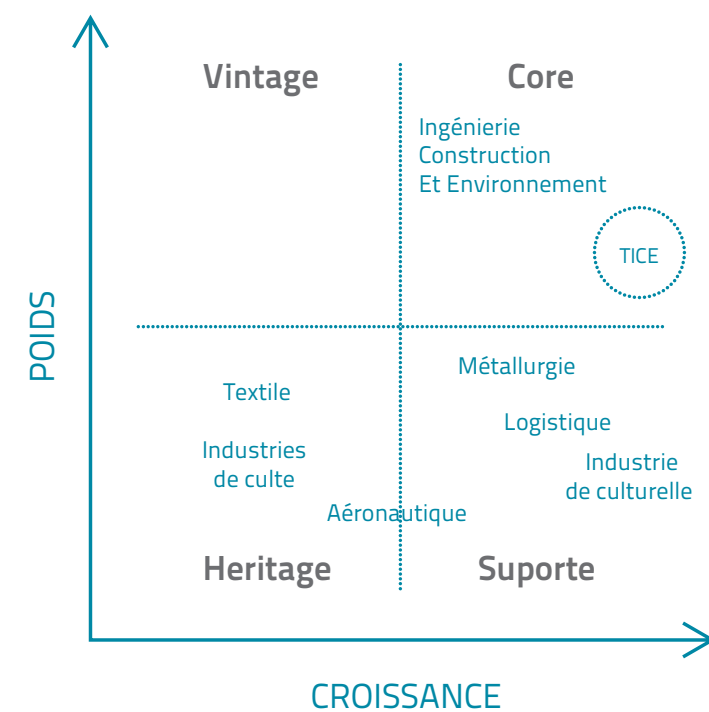 Vintage
Core
Ingénierie
Construction
Et Environnement
TICE
POIDS
Métallurgie
Textile
Logistique
Industries
de culte
Industrie
de culturelle
Aéronautique
Heritage
Suporte
CROISSANCE